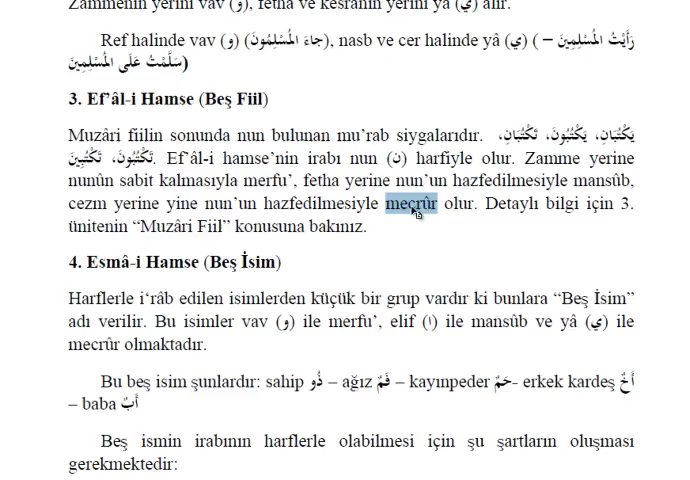 Zammenin yerini vav (و), fetha ve kesranın yerini ya (ي) alır.
Ref halinde vav (و) (جاءَ المُسْلِمُونَ), nasb ve cer halinde yâ (ي) ( – رَأَيْتُ المُسْلِمِينَ
سَلَّمْتُ عَلَى المُسْلِمِينَ)
3. Ef’âl-i Hamse (Beş Fiil)
Muzâri fiilin sonunda nun bulunan mu’rab siygalarıdır. يَكْتُبَانِ، يَكْتُبُونَ، تَكْتُبَانِ،
تَكْتُبُونَ، تَكْتُبِينَ. Ef’âl-i hamse’nin irabı nun (ن) harfiyle olur. Zamme yerine
nunûn sabit kalmasıyla merfu’, fetha yerine nun’un hazfedilmesiyle mansûb,
cezm yerine yine nun’un hazfedilmesiyle mecrûr olur. Detaylı bilgi için 3.
ünitenin “Muzâri Fiil” konusuna bakınız.
4. Esmâ-i Hamse (Beş İsim)
Harflerle i‘râb edilen isimlerden küçük bir grup vardır ki bunlara “Beş İsim”
adı verilir. Bu isimler vav (و) ile merfu’, elif (ا) ile mansûb ve yâ (ي) ile
mecrûr olmaktadır.
Bu beş isim şunlardır: sahip ذُو – ağız فَمٌ – kayınpeder حَمٌ- erkek kardeş أَخٌ
– baba أَبٌ
Beş ismin irabının harflerle olabilmesi için şu şartların oluşması
gerekmektedir: